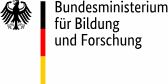 Bundesministerium
für Bildung
und Forschung